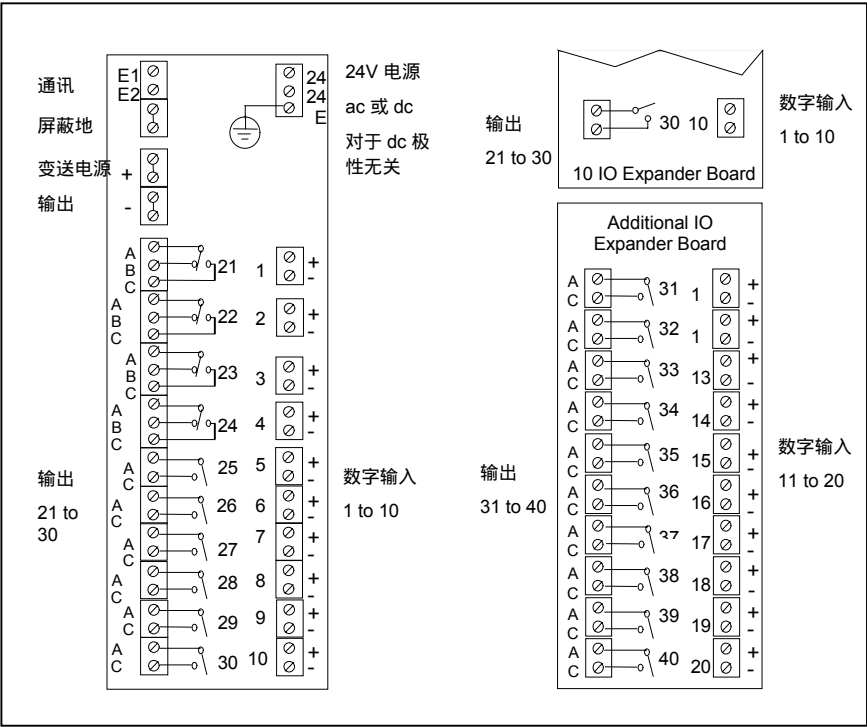 通讯
屏蔽地
变送电源
输出
E1
E2
+
-
24
24
E
24V 电源
ac 或 dc
对于 dc 极
性无关
A
B
C
21
1
+
-
A
B
C
22
2
+
-
A
B
C
23
3
+
-
A
B
C
24
4
+
-
A
C
25
5
+
-
A
C
26
6
+
-
A
C
27
7
+
-
A
C
28
8
+
-
A
C
29
9
+
-
A
C
30
10
+
-
输出
21 to
30
数字输入
1 to 10
输出
21 to 30
30
10
10 IO Expander Board
数字输入
1 to 10
Additional IO
Expander Board
A
C
31
1
+
-
A
C
32
1
+
-
A
C
33
13
+
-
A
C
34
14
+
-
A
C
35
15
+
-
A
C
36
16
+
-
A
C
37
17
+
-
A
C
38
18
+
-
A
C
39
19
+
-
A
C
40
20
+
-
输出
31 to 40
数字输入
11 to 20